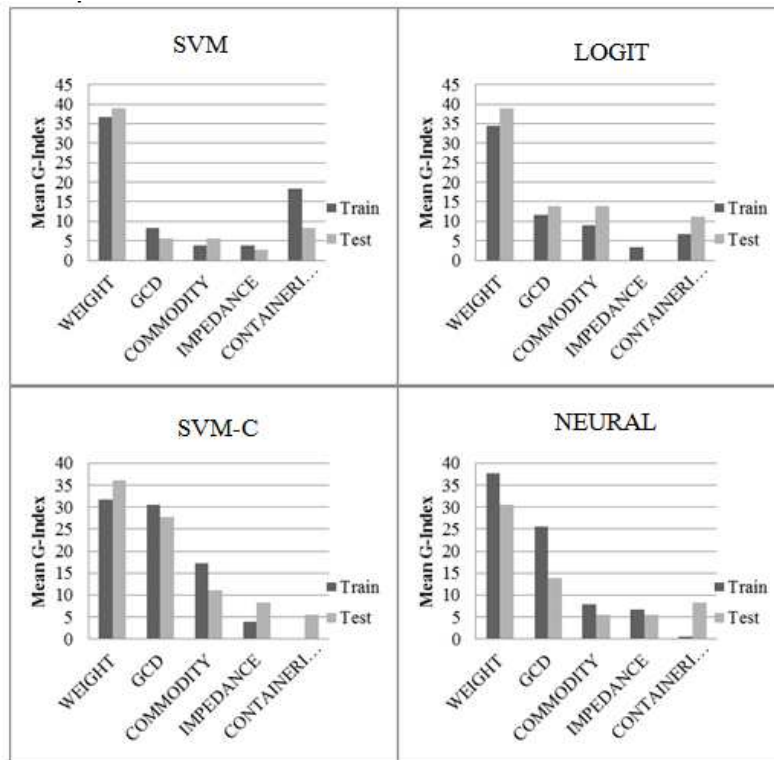 SVM
45
40
35
30
25
20
15
10
5
0
Mean G-Index
WEIGHT
GCD
COMMODITY
IMPEDANCE
CONTAINERI…
Train
Test
LOGIT
45
40
35
30
25
20
15
10
5
0
Mean G-Index
WEIGHT
GCD
COMMODITY
IMPEDANCE
CONTAINERI…
Train
Test
SVM-C
40
35
30
25
20
15
10
5
0
Mean G-Index
WEIGHT
GCD
COMMODITY
IMPEDANCE
CONTAINERI…
Train
Test
NEURAL
40
35
30
25
20
15
10
5
0
Mean G-Index
WEIGHT
GCD
COMMODITY
IMPEDANCE
CONTAINERI…
Train
Test